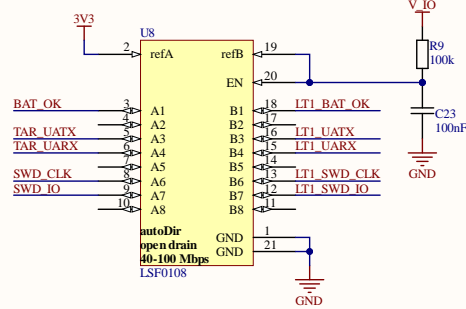 V_IO
3V3
U8
R9
100k
2 refA refB 19
EN 20
C23
100nF
BAT_OK 3 A1 B1 18 LT1_BAT_OK
4 A2 B2 17
TAR_UATX 5 A3 B3 16 LT1_UATX
TAR_UARX 6 A4 B4 15 LT1_UARX
7 A5 B5 14
SWD_CLK 8 A6 B6 13 LT1_SWD_CLK
SWD_IO 9 A7 B7 12 LT1_SWD_IO
10 A8 B8 11
GND
autoDir GND 1
open drain GND 21
40-100 Mbps
LSF0108
GND